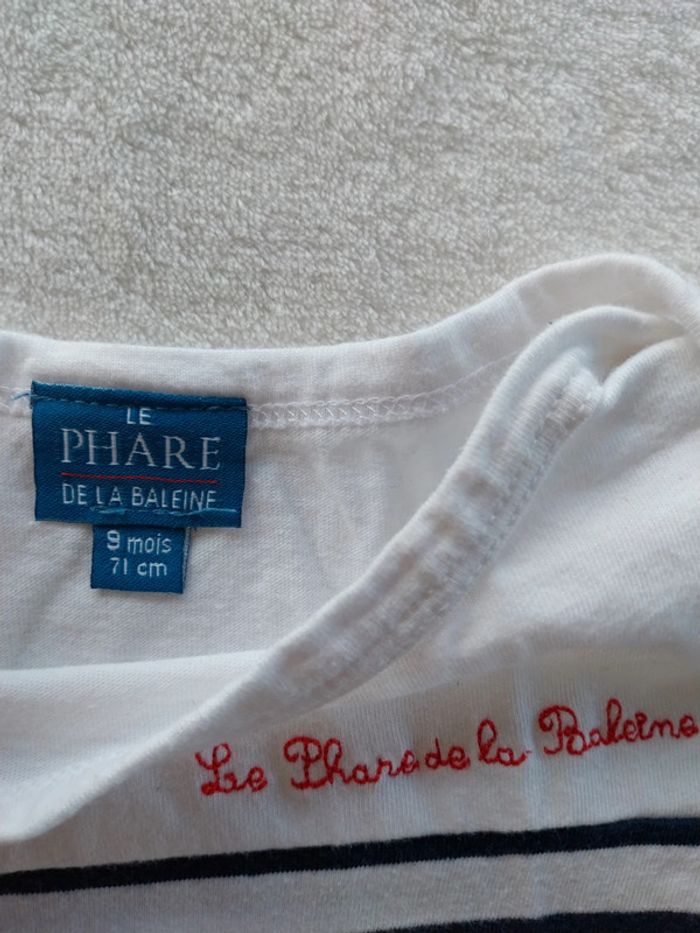 LE
PHARE
DE LA BALEINE
9 mois
71 cm
Le Phare de la Baleine